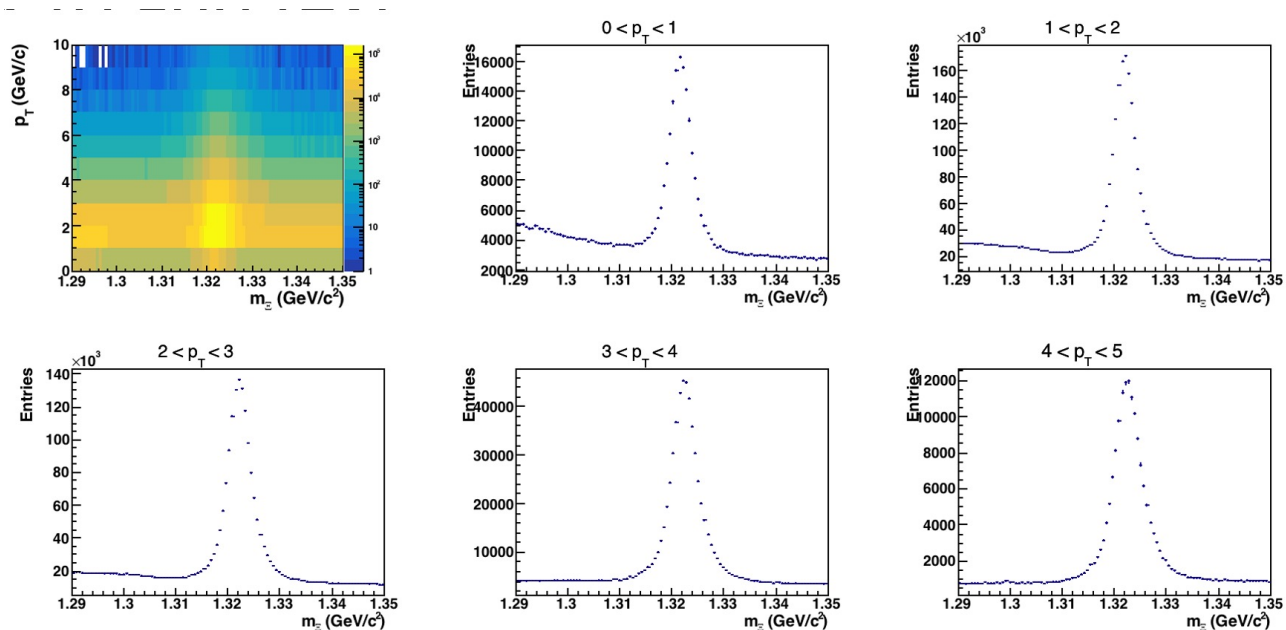 0 < p_T < 1
1 < p_T < 2
p_T (GeV/c)
10
8
6
4
2
0
10⁵
10⁴
10³
10²
10
1
1.29 1.3 1.31 1.32 1.33 1.34 1.35
m_Ξ (GeV/c²)
Entries
16000
14000
12000
10000
8000
6000
4000
2000
1.29 1.3 1.31 1.32 1.33 1.34 1.35
m_Ξ (GeV/c²)
×10³
Entries
160
140
120
100
80
60
40
20
1.29 1.3 1.31 1.32 1.33 1.34 1.35
m_Ξ (GeV/c²)
2 < p_T < 3
×10³
Entries
140
120
100
80
60
40
20
1.29 1.3 1.31 1.32 1.33 1.34 1.35
m_Ξ (GeV/c²)
3 < p_T < 4
Entries
40000
30000
20000
10000
1.29 1.3 1.31 1.32 1.33 1.34 1.35
m_Ξ (GeV/c²)
4 < p_T < 5
Entries
12000
10000
8000
6000
4000
2000
1.29 1.3 1.31 1.32 1.33 1.34 1.35
m_Ξ (GeV/c²)